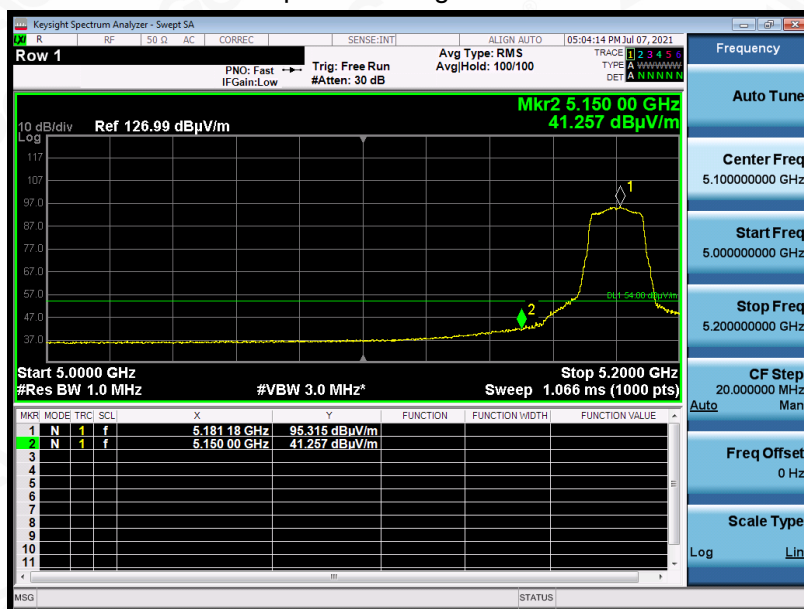 Keysight Spectrum Analyzer - Swept SA
LXI R RF 50 Ω AC CORREC SENSE:INT ALIGN AUTO 05:04:14 PM Jul 07, 2021
Row 1
PNO: Fast
IFGain:Low
Trig: Free Run
#Atten: 30 dB
Avg Type: RMS
Avg|Hold: 100/100
TRACE 1 2 3 4 5 6
TYPE A WWWWW
DET A N N N N N
Mkr2 5.150 00 GHz
41.257 dBµV/m
10 dB/div Ref 126.99 dBµV/m
Log
117
107
97.0
87.0
77.0
67.0
57.0
47.0
37.0
1
2
DL1 54.00 dBµV/m
Start 5.0000 GHz Stop 5.2000 GHz
#Res BW 1.0 MHz #VBW 3.0 MHz* Sweep 1.066 ms (1000 pts)
MKR MODE TRC SCL X Y FUNCTION FUNCTION WIDTH FUNCTION VALUE
1 N 1 f 5.181 18 GHz 95.315 dBµV/m
2 N 1 f 5.150 00 GHz 41.257 dBµV/m
3
4
5
6
7
8
9
10
11
MSG STATUS
Frequency
Auto Tune
Center Freq
5.100000000 GHz
Start Freq
5.000000000 GHz
Stop Freq
5.200000000 GHz
CF Step
20.000000 MHz
Auto Man
Freq Offset
0 Hz
Scale Type
Log Lin